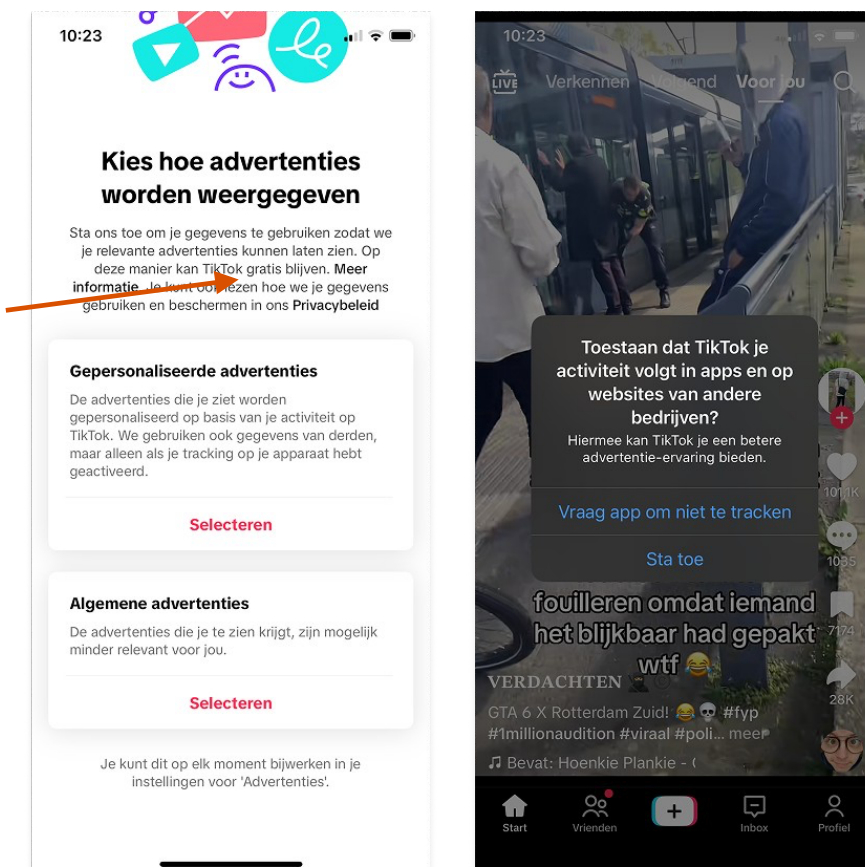 10:23
Kies hoe advertenties
worden weergegeven
Sta ons toe om je gegevens te gebruiken zodat we
je relevante advertenties kunnen laten zien. Op
deze manier kan TikTok gratis blijven. Meer
informatie. Je kunt ook lezen hoe we je gegevens
gebruiken en beschermen in ons Privacybeleid
Gepersonaliseerde advertenties
De advertenties die je ziet worden
gepersonaliseerd op basis van je activiteit op
TikTok. We gebruiken ook gegevens van derden,
maar alleen als je tracking op je apparaat hebt
geactiveerd.
Selecteren
Algemene advertenties
De advertenties die je te zien krijgt, zijn mogelijk
minder relevant voor jou.
Selecteren
Je kunt dit op elk moment bijwerken in je
instellingen voor 'Advertenties'.
10:23
LIVE Verkennen Volgend Voor jou
Toestaan dat TikTok je
activiteit volgt in apps en op
websites van andere
bedrijven?
Hiermee kan TikTok je een betere
advertentie-ervaring bieden.
Vraag app om niet te tracken
Sta toe
101,1K
1035
7174
28K
fouilleren omdat iemand
het blijkbaar had gepakt
wtf 😂
VERDACHTEN
GTA 6 X Rotterdam Zuid! 😂 💀 #fyp
#1millionaudition #viraal #poli... meer
Bevat: Hoenkie Plankie - (
Start Vrienden Inbox Profiel